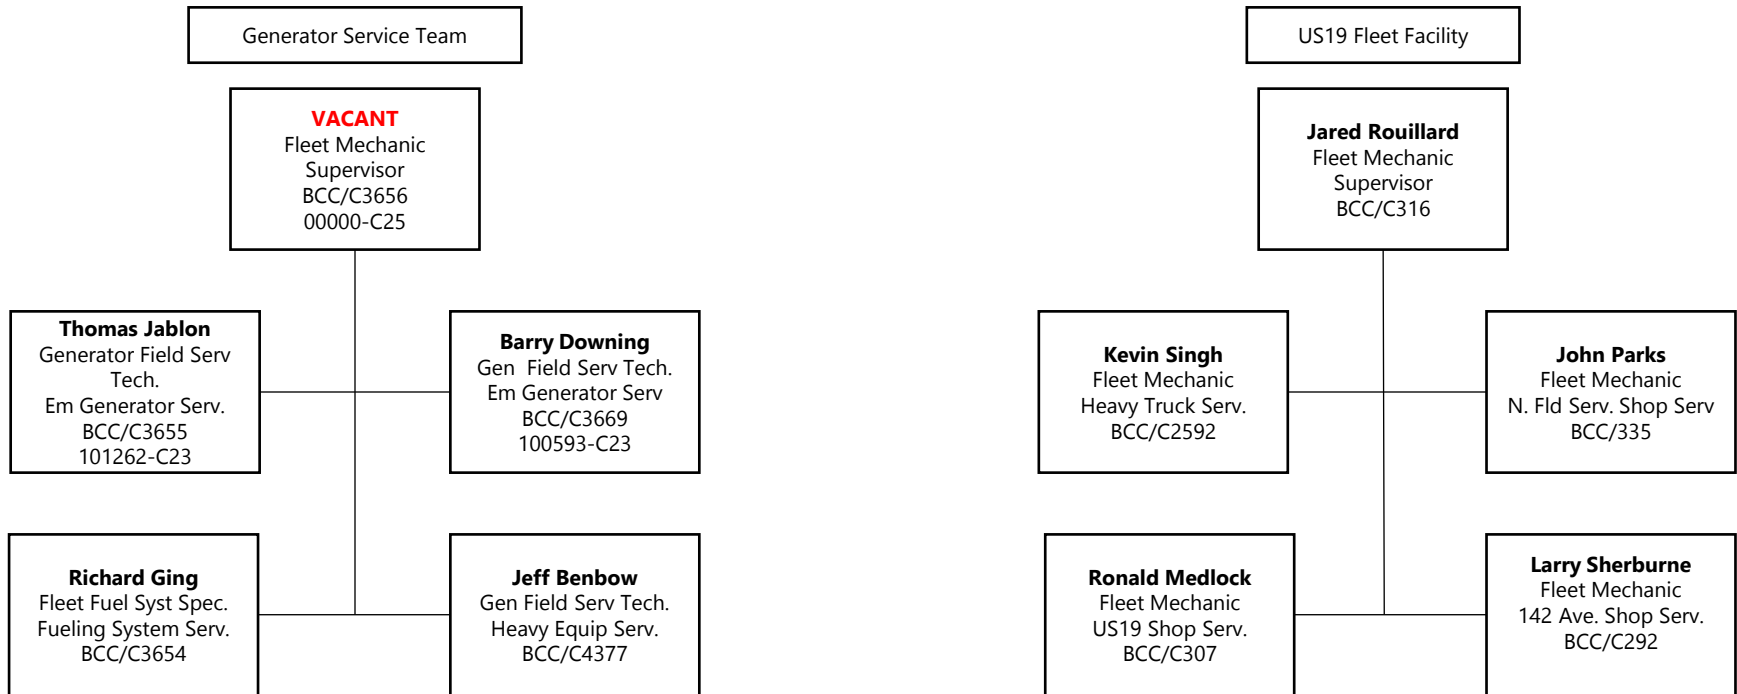 Generator Service Team
US19 Fleet Facility
VACANT
Fleet Mechanic
Supervisor
BCC/C3656
00000-C25
Jared Rouillard
Fleet Mechanic
Supervisor
BCC/C316
Thomas Jablon
Generator Field Serv
Tech.
Em Generator Serv.
BCC/C3655
101262-C23
Barry Downing
Gen  Field Serv Tech.
Em Generator Serv
BCC/C3669
100593-C23
Kevin Singh
Fleet Mechanic
Heavy Truck Serv.
BCC/C2592
John Parks
Fleet Mechanic
N. Fld Serv. Shop Serv
BCC/335
Richard Ging
Fleet Fuel Syst Spec.
Fueling System Serv.
BCC/C3654
Jeff Benbow
Gen Field Serv Tech.
Heavy Equip Serv.
BCC/C4377
Ronald Medlock
Fleet Mechanic
US19 Shop Serv.
BCC/C307
Larry Sherburne
Fleet Mechanic
142 Ave. Shop Serv.
BCC/C292